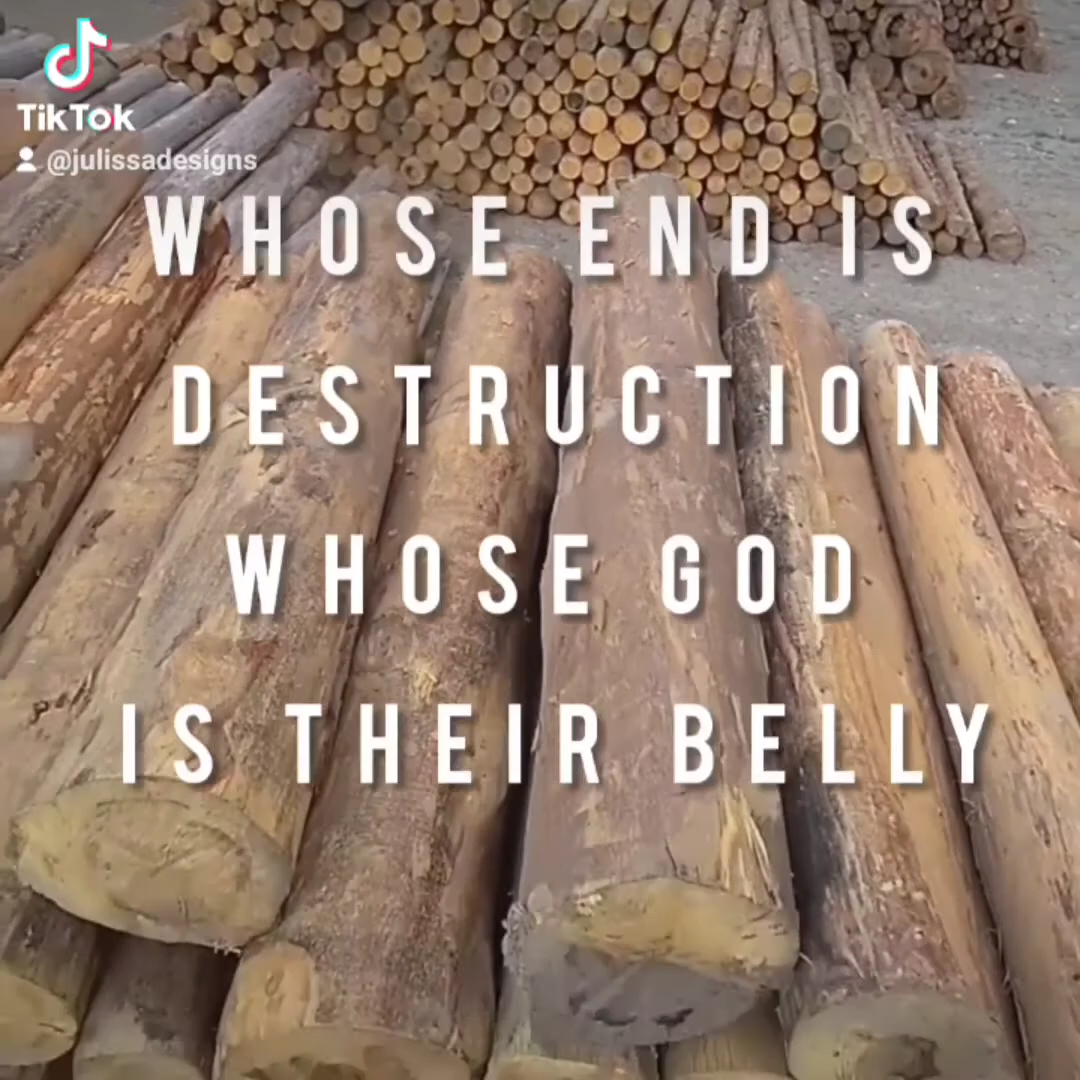 TikTok
@julissadesigns
WHOSE END IS
DESTRUCTION
WHOSE GOD
IS THEIR BELLY